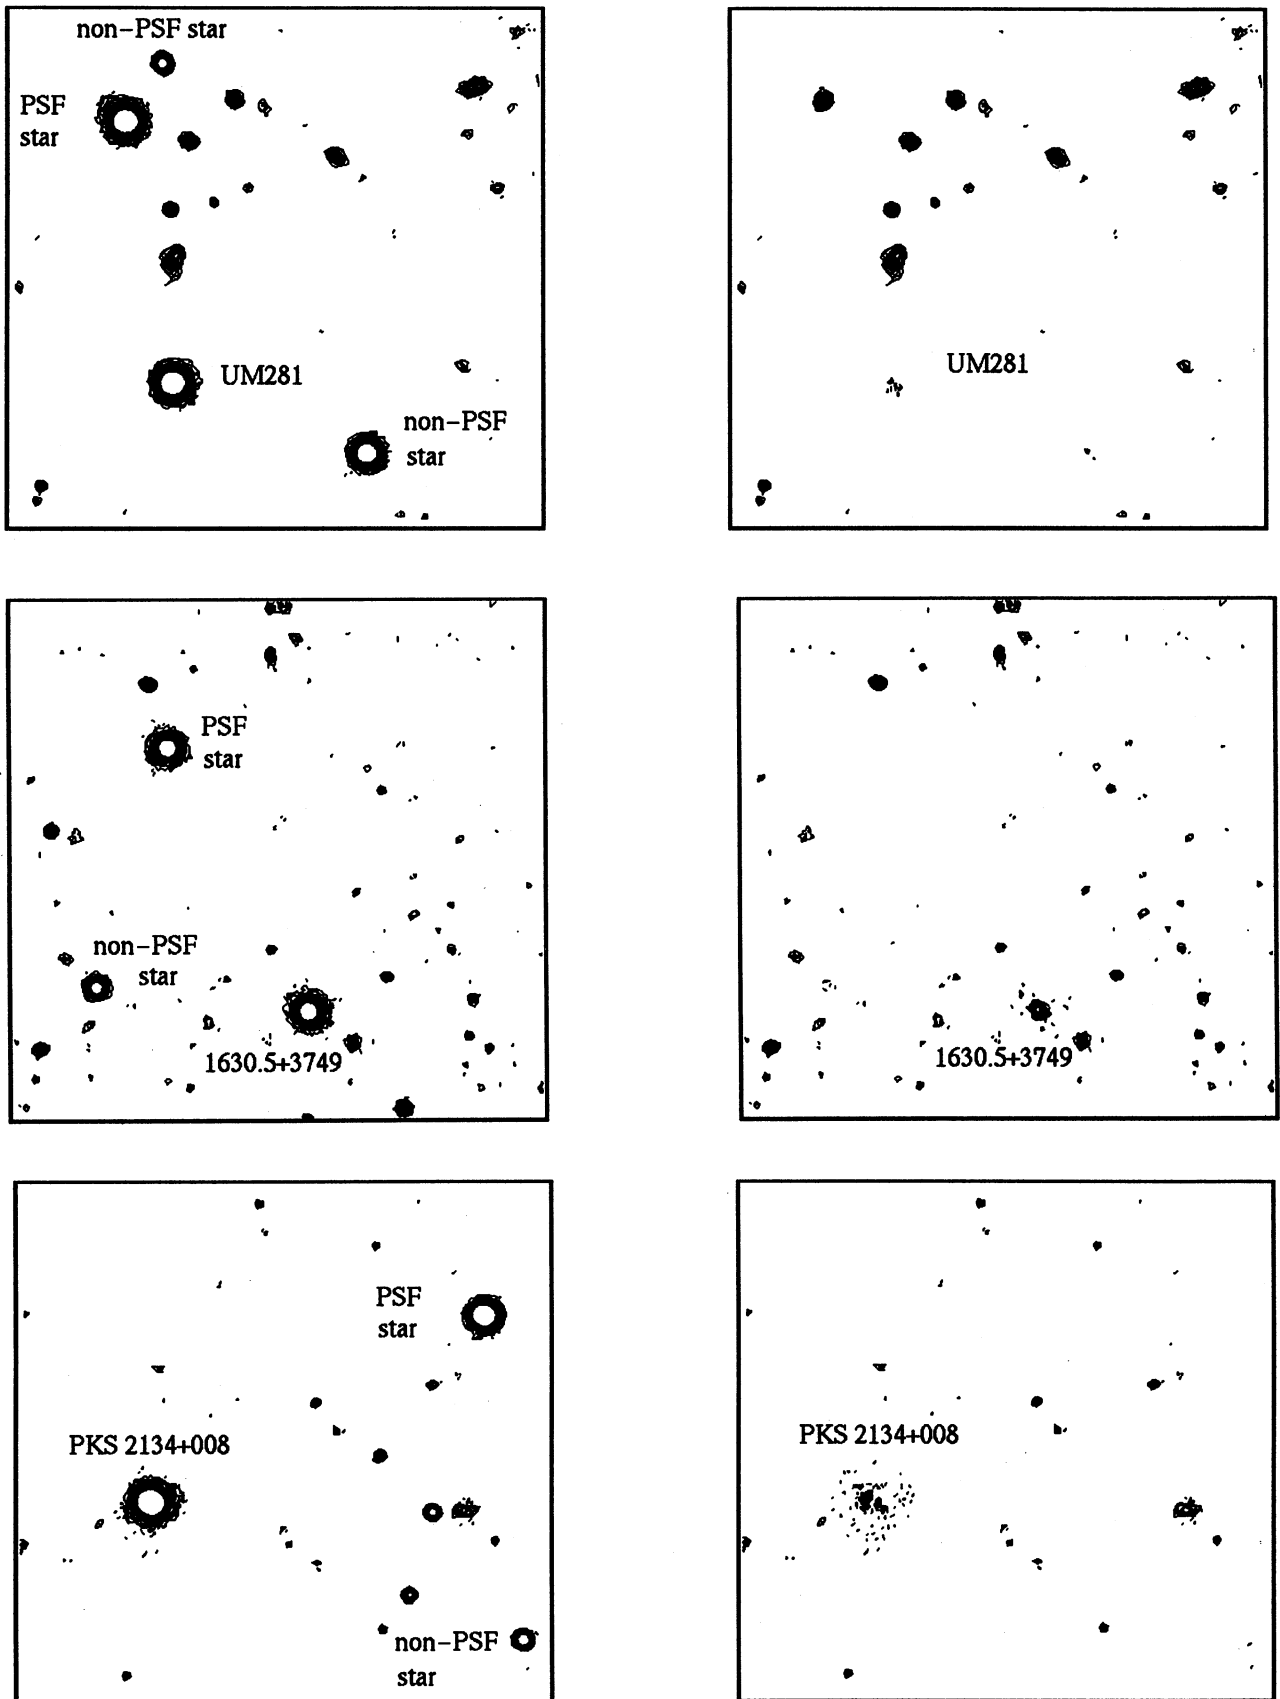 non-PSF star
PSF
star
UM281
non-PSF
star
UM281
PSF
star
non-PSF
star
1630.5+3749
1630.5+3749
PSF
star
PKS 2134+008
non-PSF
star
PKS 2134+008